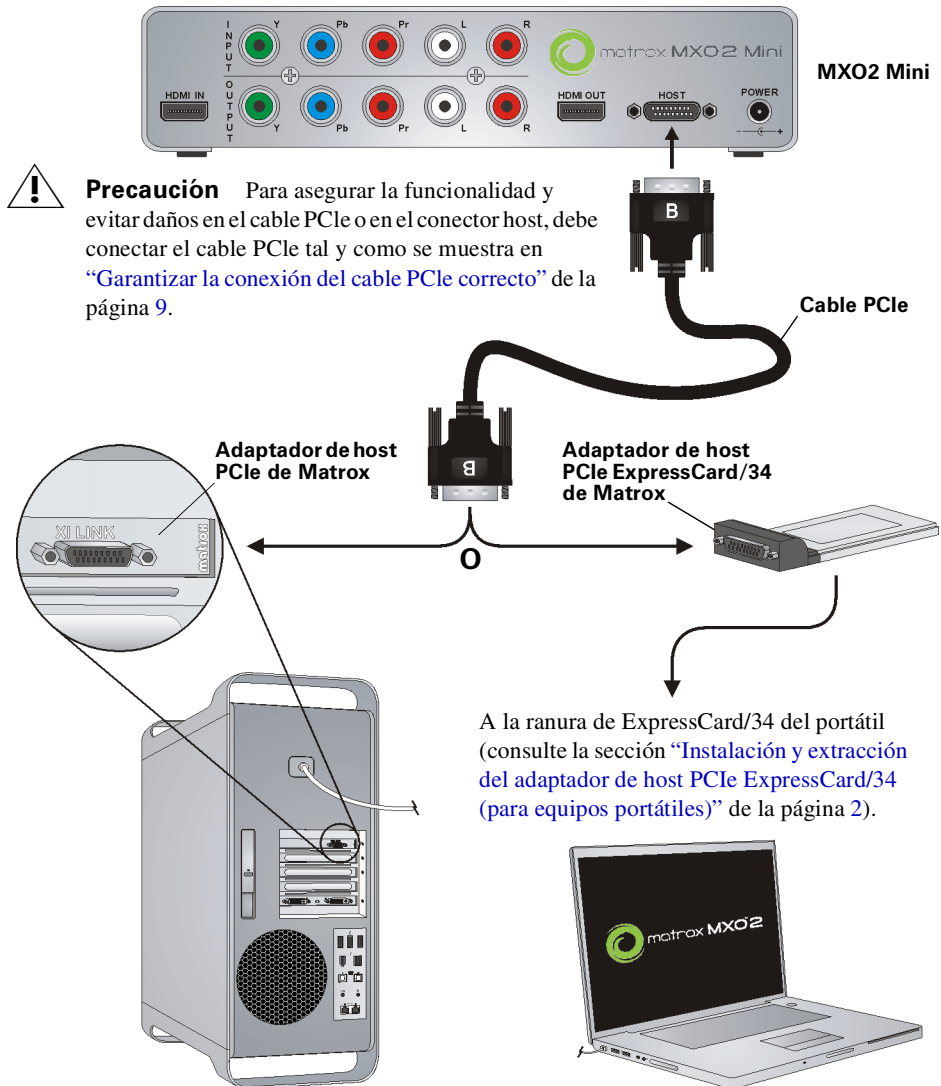 INPUT
Y Pb Pr L R
matrox MXO2 Mini
MXO2 Mini
HDMI IN
OUTPUT
Y Pb Pr L R
HDMI OUT
HOST
POWER
- +
Precaución Para asegurar la funcionalidad y
evitar daños en el cable PCIe o en el conector host, debe
conectar el cable PCIe tal y como se muestra en
“Garantizar la conexión del cable PCIe correcto” de la
página 9.
B
Cable PCIe
Adaptador de host
PCIe de Matrox
B
Adaptador de host
PCIe ExpressCard/34
de Matrox
XI LINK
matrox
O
A la ranura de ExpressCard/34 del portátil
(consulte la sección “Instalación y extracción
del adaptador de host PCIe ExpressCard/34
(para equipos portátiles)” de la página 2).
matrox MXO2